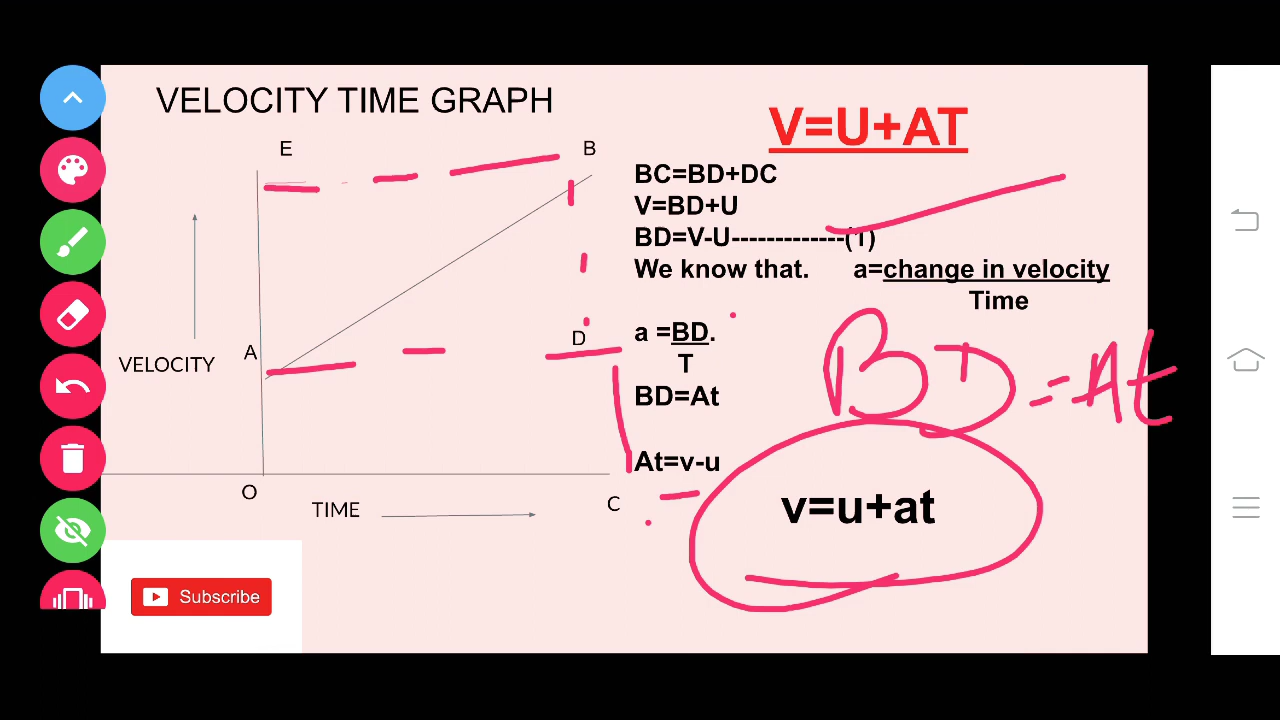 VELOCITY TIME GRAPH
E
B
A
D
VELOCITY
O
TIME
C
Subscribe
V=U+AT
BC=BD+DC
V=BD+U
BD=V-U-------------(1)
We know that. a=change in velocity
Time
a =BD.
T
BD=At
BD=At
At=v-u
v=u+at